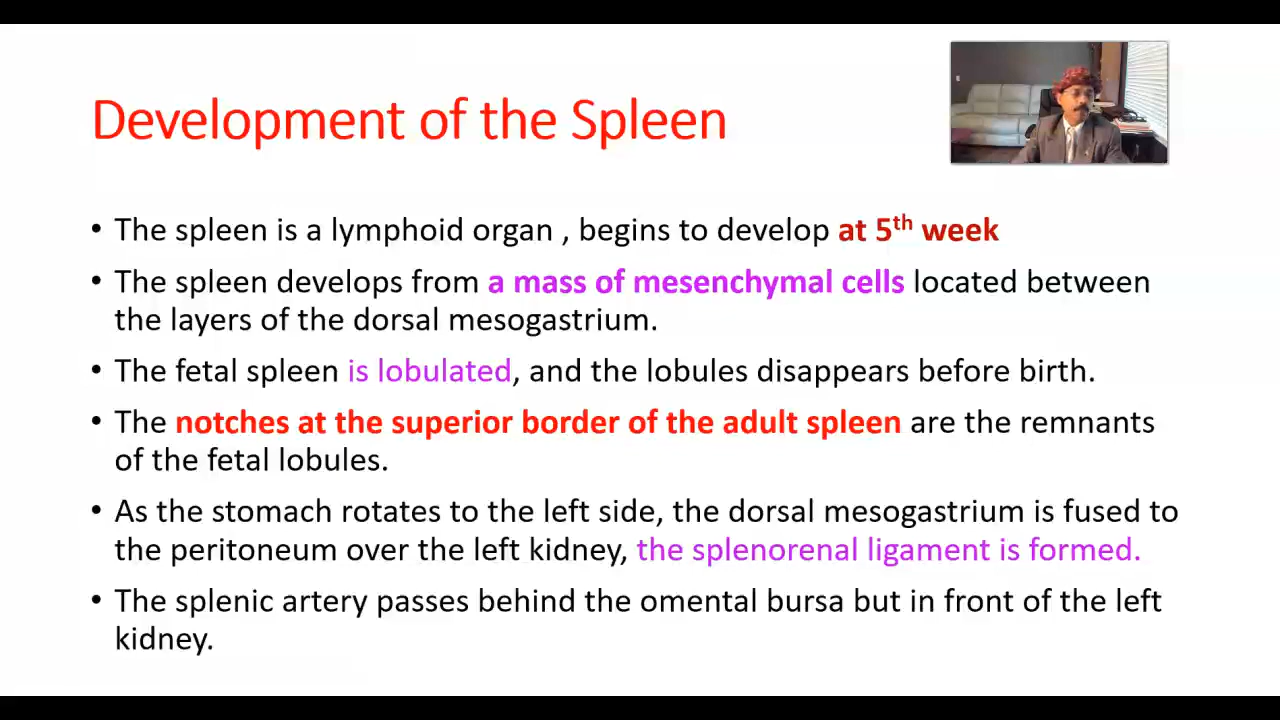 Development of the Spleen
• The spleen is a lymphoid organ , begins to develop at 5th week
• The spleen develops from a mass of mesenchymal cells located between
the layers of the dorsal mesogastrium.
• The fetal spleen is lobulated, and the lobules disappears before birth.
• The notches at the superior border of the adult spleen are the remnants
of the fetal lobules.
• As the stomach rotates to the left side, the dorsal mesogastrium is fused to
the peritoneum over the left kidney, the splenorenal ligament is formed.
• The splenic artery passes behind the omental bursa but in front of the left
kidney.